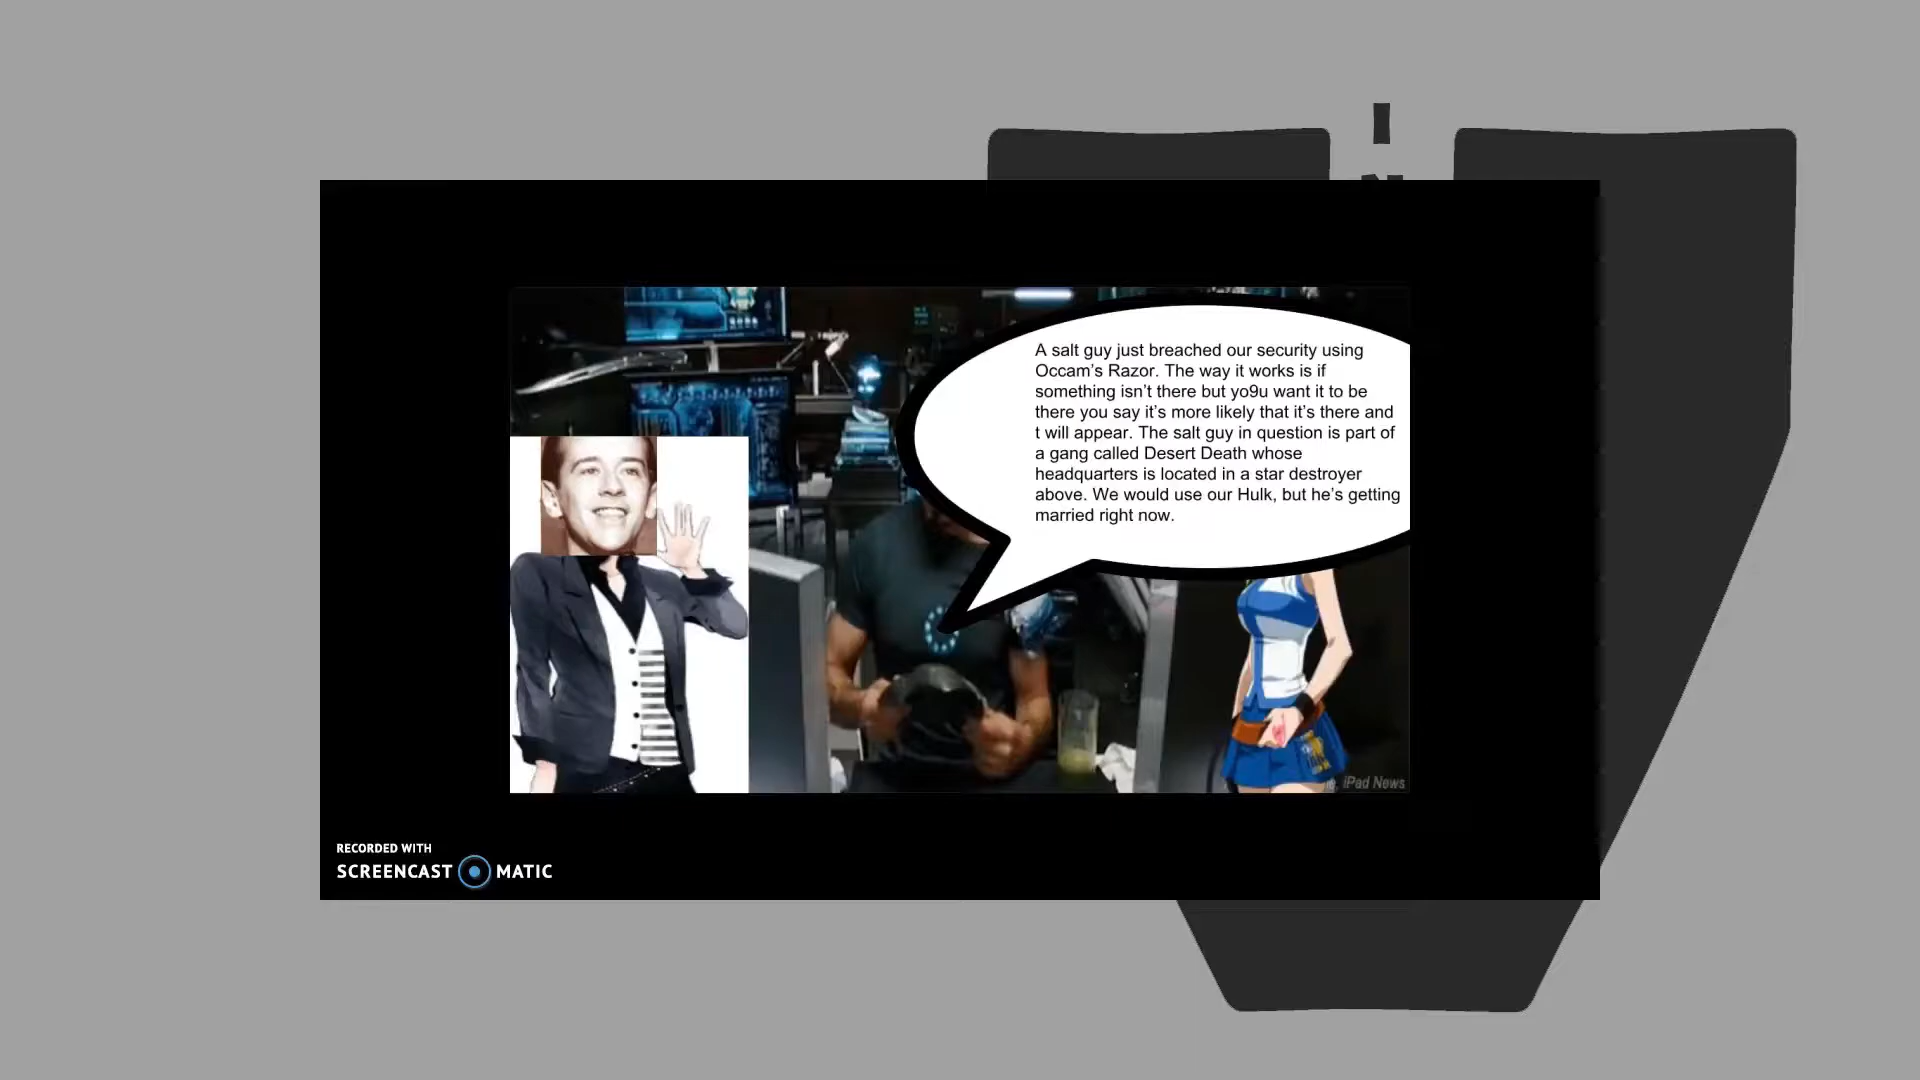 A salt guy just breached our security using
Occam's Razor. The way it works is if
something isn't there but yo9u want it to be
there you say it's more likely that it's there and
t will appear. The salt guy in question is part of
a gang called Desert Death whose
headquarters is located in a star destroyer
above. We would use our Hulk, but he's getting
married right now.
iPad News
RECORDED WITH
SCREENCAST MATIC